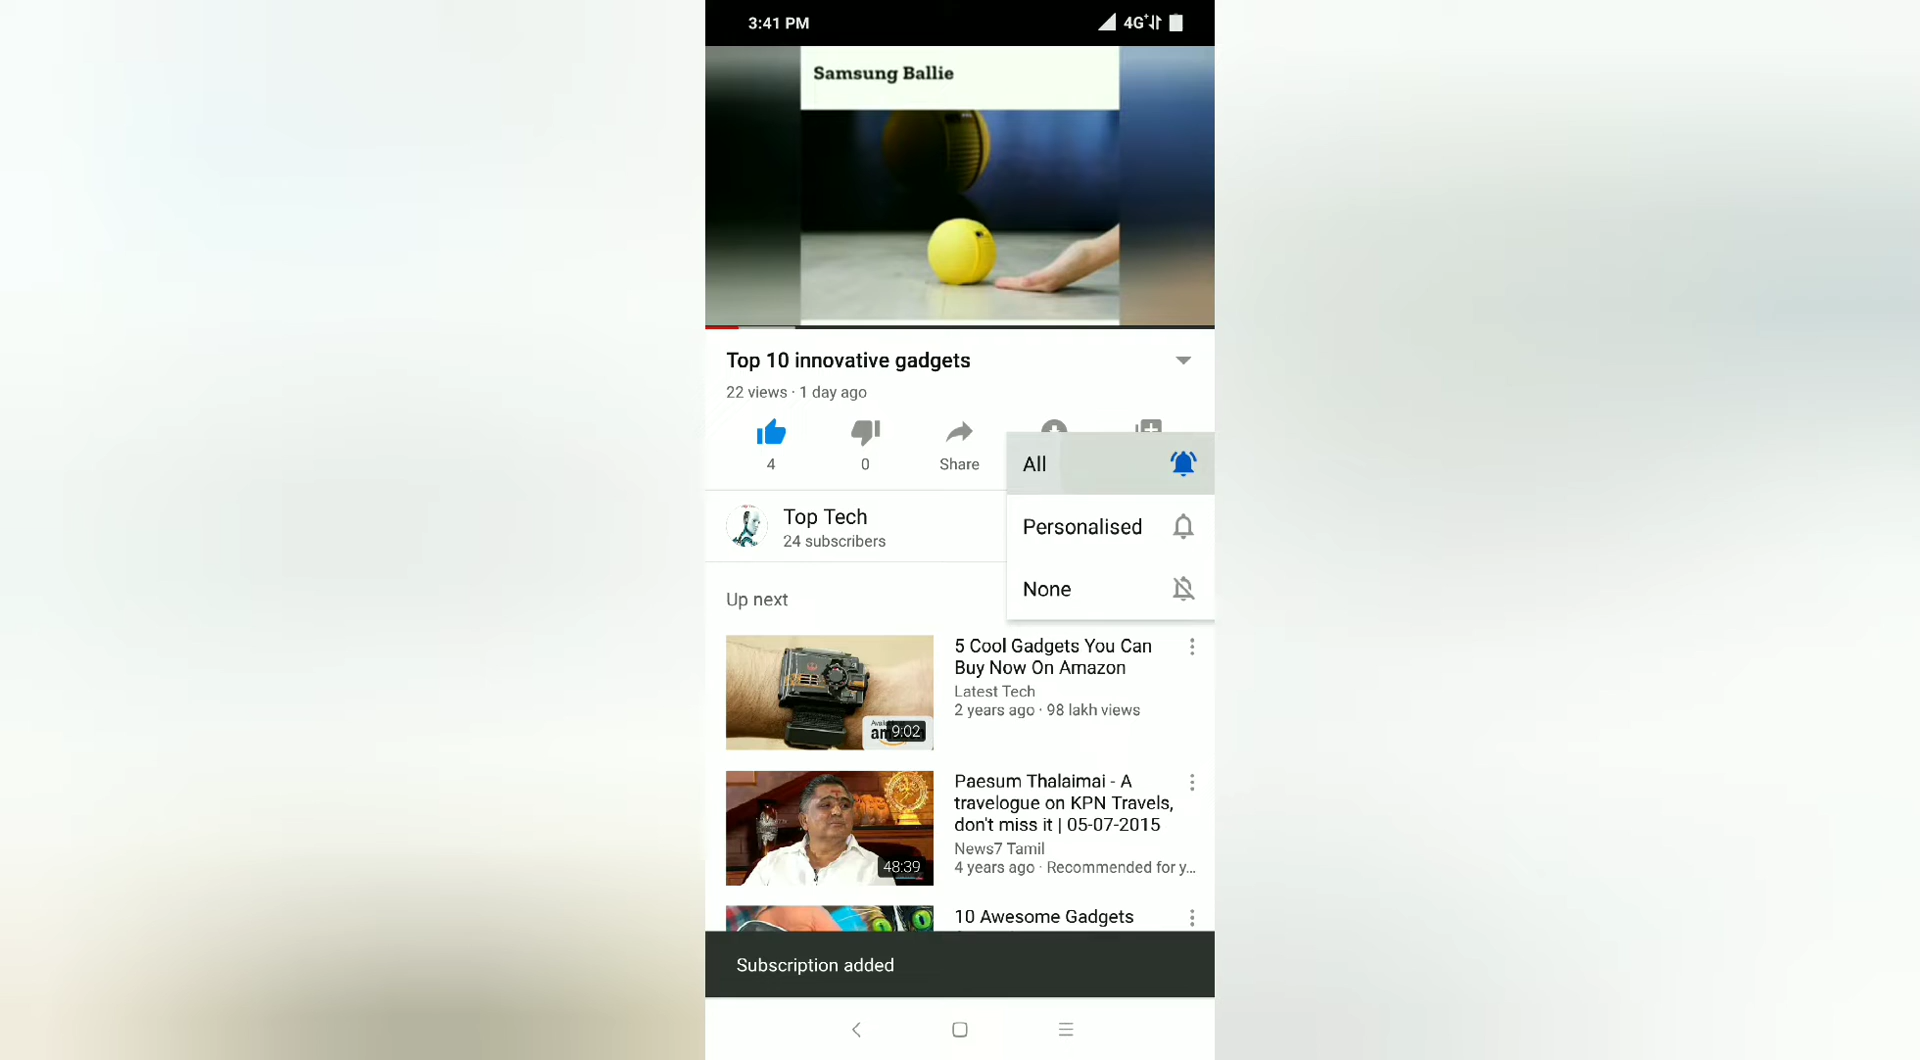 3:41 PM
4G+
Samsung Ballie
Top 10 innovative gadgets
22 views · 1 day ago
4
0
Share
All
Personalised
None
Top Tech
24 subscribers
Up next
5 Cool Gadgets You Can
Buy Now On Amazon
Latest Tech
2 years ago · 98 lakh views
9:02
Paesum Thalaimai - A
travelogue on KPN Travels,
don't miss it | 05-07-2015
News7 Tamil
4 years ago · Recommended for y...
48:39
10 Awesome Gadgets
Subscription added